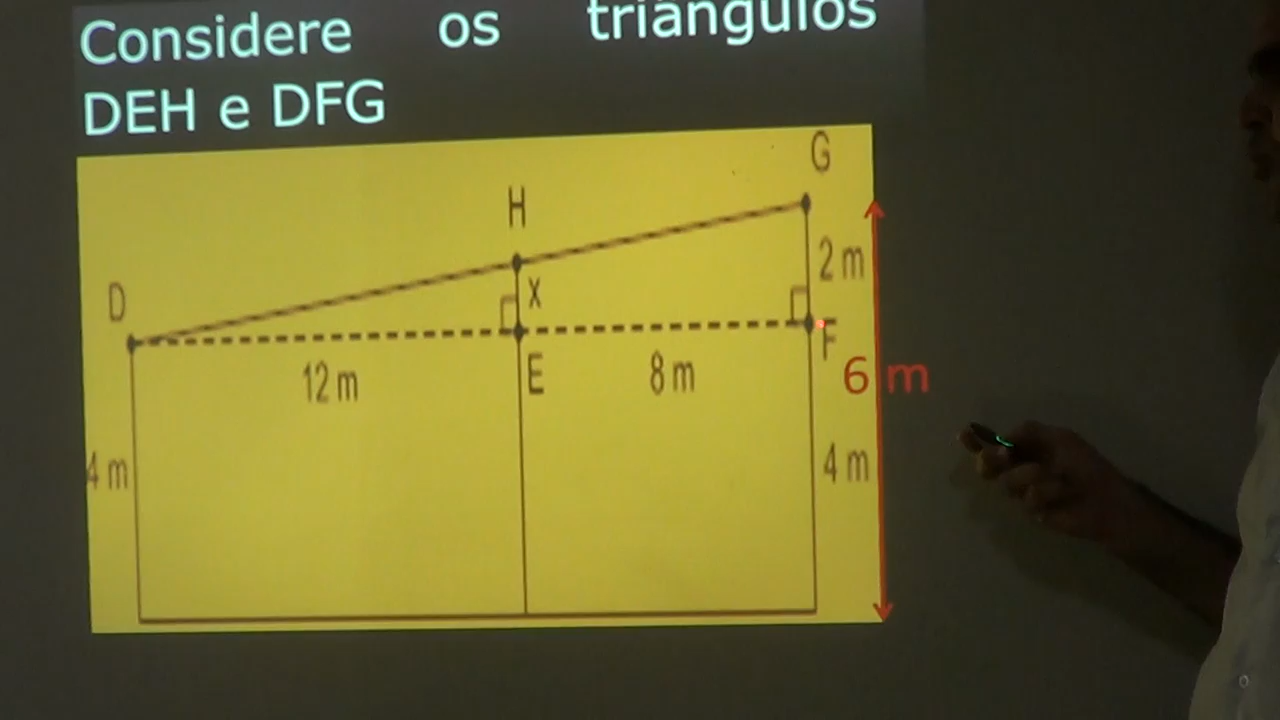 Considere os triângulos
DEH e DFG
G
H
2 m
D
X
F
12 m
E
8 m
6 m
4 m
4 m